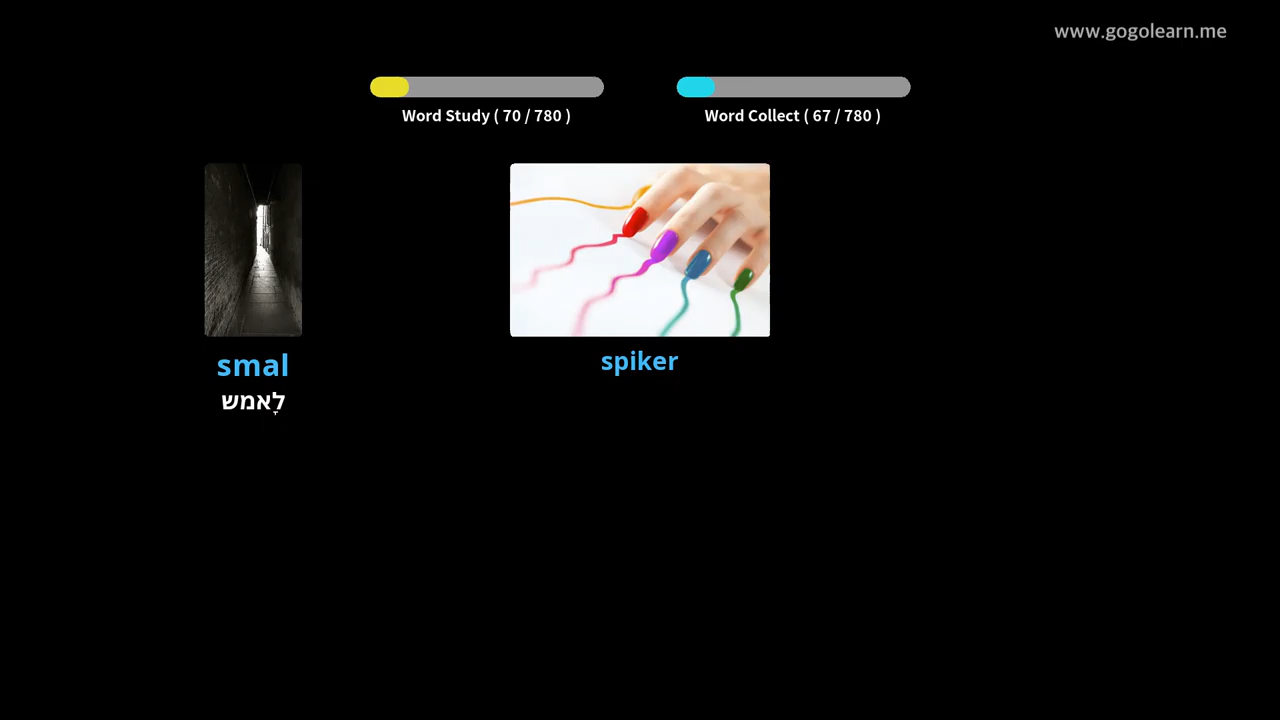 www.gogolearn.me
Word Study ( 70 / 780 )
Word Collect ( 67 / 780 )
smal
לָאמש
spiker